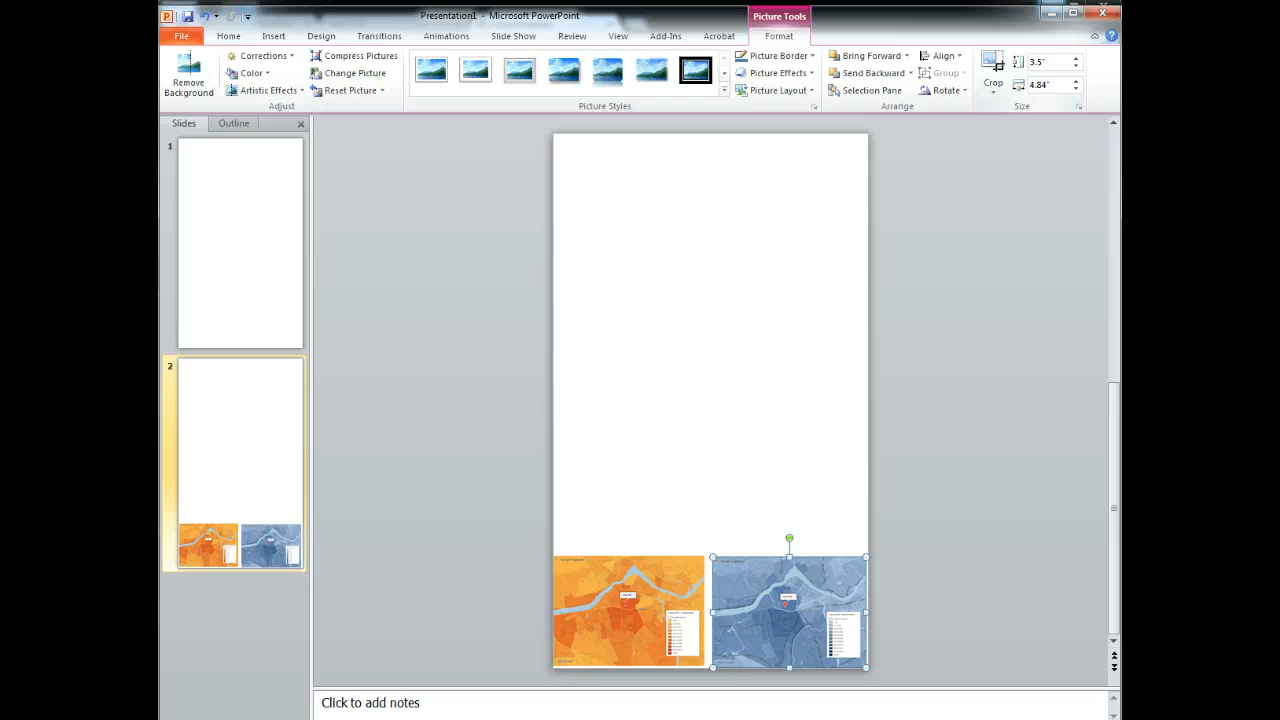 Presentation1 - Microsoft PowerPoint
Picture Tools
File Home Insert Design Transitions Animations Slide Show Review View Add-Ins Acrobat Format
Remove Background
Corrections
Color
Artistic Effects
Compress Pictures
Change Picture
Reset Picture
Adjust
Picture Styles
Picture Border
Picture Effects
Picture Layout
Bring Forward
Send Backward
Selection Pane
Align
Group
Rotate
Arrange
Crop
3.5"
4.84"
Size
Slides Outline
1
2
Click to add notes